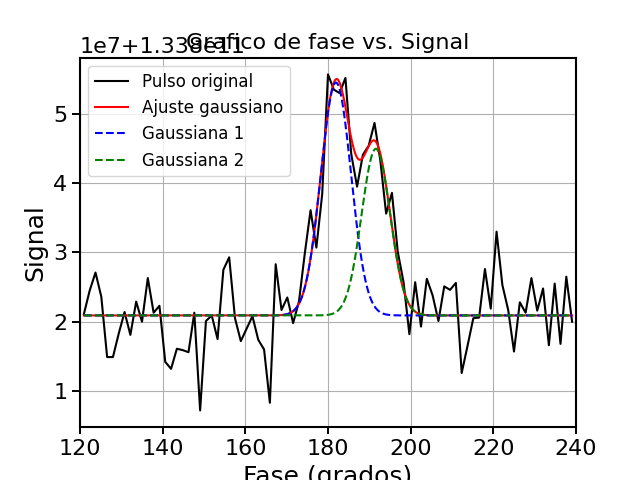 1e7+1.338e11
Grafico de fase vs. Signal
Pulso original
Ajuste gaussiano
Gaussiana 1
Gaussiana 2
Signal
5
4
3
2
1
120 140 160 180 200 220 240
Fase (grados)